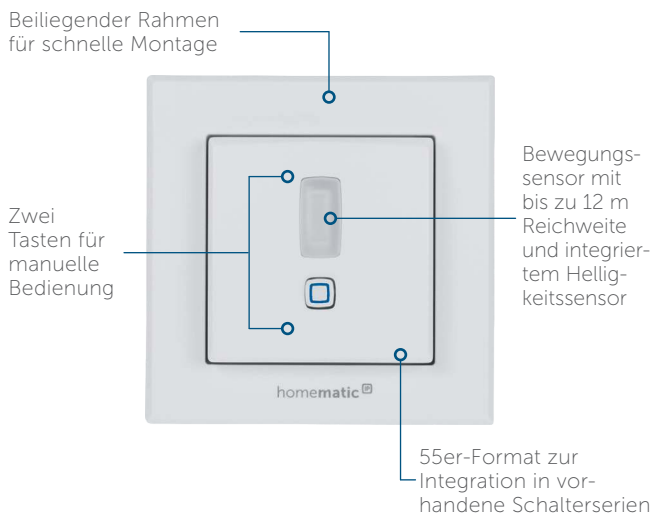 Beiliegender Rahmen
für schnelle Montage
Zwei
Tasten für
manuelle
Bedienung
Bewegungs-
sensor mit
bis zu 12 m
Reichweite
und integrier-
tem Hellig-
keitssensor
homematic IP
55er-Format zur
Integration in vor-
handene Schalterserien